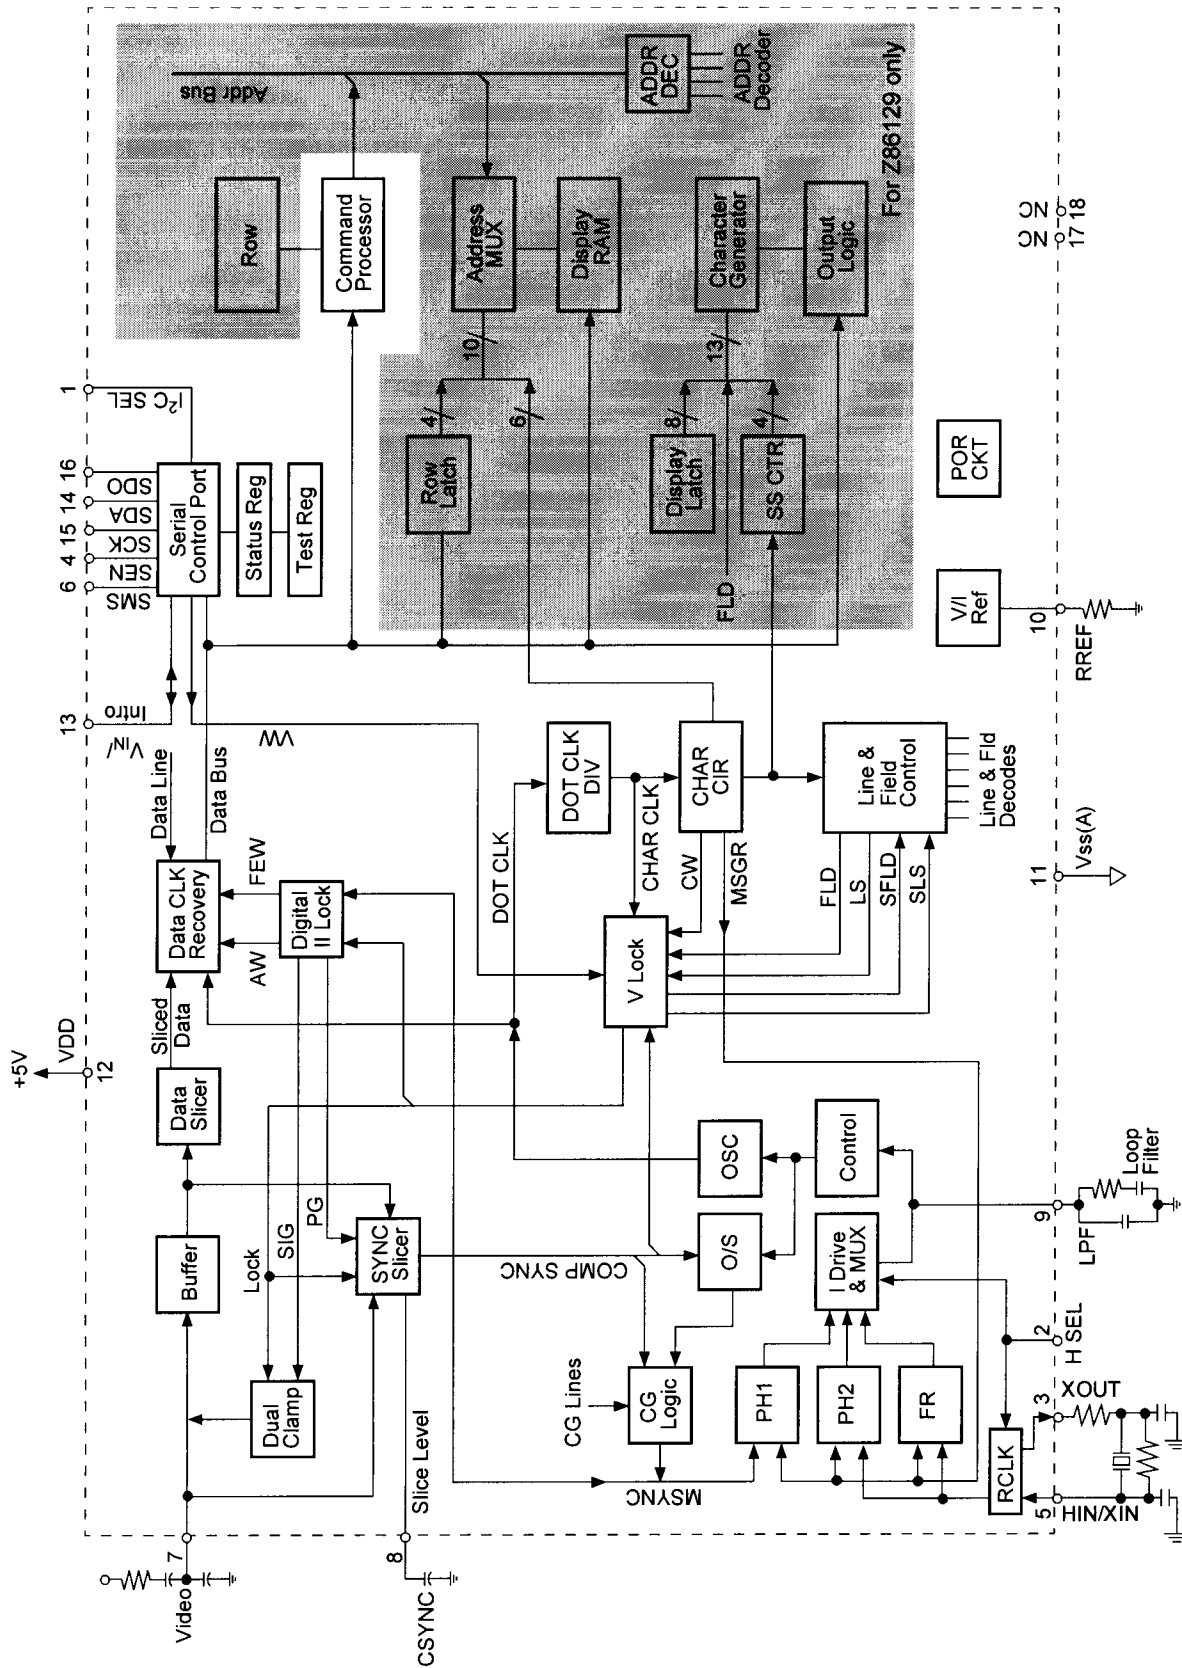 +5V
VDD
12
V_IN/
Intro
13
SMS
6
SEN
4
SCK
15
SDA
14
SDO
16
I²C SEL
1
Video
7
Buffer
Data
Slicer
Sliced
Data
Data CLK
Recovery
Data Line
Data Bus
VW
Serial
Control Port
Status Reg
Test Reg
Row
Command
Processor
Addr Bus
Dual
Clamp
Lock
SIG
PG
AW
FEW
Digital
II Lock
CSYNC
8
Slice Level
SYNC
Slicer
Row
Latch
4
6
10
Address
MUX
Display
RAM
ADDR
DEC
ADDR
Decoder
COMP SYNC
DOT CLK
DOT CLK
DIV
CHAR CLK
CG Lines
CG
Logic
MSYNC
O/S
OSC
V Lock
CW
MSGR
CHAR
CIR
FLD
Display
Latch
8
SS CTR
4
13
Character
Generator
Output
Logic
For Z86129 only
PH1
PH2
FR
I Drive
& MUX
Control
FLD
LS
SFLD
SLS
Line &
Field
Control
Line & Fld
Decodes
V/I
Ref
POR
CKT
RCLK
5
HIN/XIN
3
XOUT
2
H SEL
9
LPF
Loop
Filter
11
Vss(A)
10
RREF
17
NC
18
NC